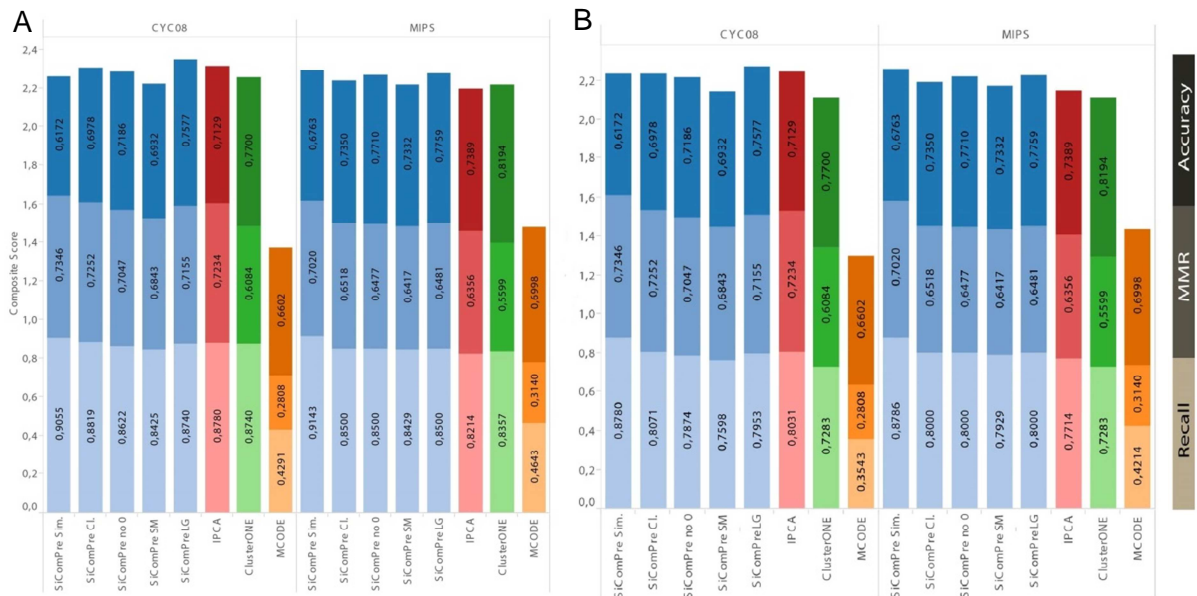 A
CYC08
MIPS
Composite Score
2,4
2,2
2,0
1,8
1,6
1,4
1,2
1,0
0,8
0,6
0,4
0,2
0,0
0,6172
0,6978
0,7186
0,6932
0,7577
0,7129
0,7700
0,6602
0,7346
0,7252
0,7047
0,6843
0,7155
0,7234
0,6084
0,2808
0,9055
0,8819
0,8622
0,8425
0,8740
0,8780
0,8740
0,4291
0,6763
0,7350
0,7710
0,7332
0,7759
0,7389
0,8194
0,6998
0,7020
0,6518
0,6477
0,6417
0,6481
0,6356
0,5599
0,3140
0,9143
0,8500
0,8500
0,8429
0,8500
0,8214
0,8357
0,4643
SiComPre Sim.
SiComPre Cl.
SiComPre no 0
SiComPre SM
SiComPre LG
IPCA
ClusterONE
MCODE
SiComPre Sim.
SiComPre Cl.
SiComPre no 0
SiComPre SM
SiComPre LG
IPCA
ClusterONE
MCODE
B
CYC08
MIPS
2,2
2,0
1,8
1,6
1,4
1,2
1,0
0,8
0,6
0,4
0,2
0,0
0,6172
0,6978
0,7186
0,6932
0,7577
0,7129
0,7700
0,6602
0,7346
0,7252
0,7047
0,6843
0,7155
0,7234
0,6084
0,2808
0,8780
0,8071
0,7874
0,7598
0,7953
0,8031
0,7283
0,3543
0,6763
0,7350
0,7710
0,7332
0,7759
0,7389
0,8194
0,6998
0,7020
0,6518
0,6477
0,6417
0,6481
0,6356
0,5599
0,3140
0,8786
0,8000
0,8000
0,7929
0,8000
0,7714
0,7283
0,4214
SiComPre Sim.
SiComPre Cl.
SiComPre no 0
SiComPre SM
SiComPre LG
IPCA
ClusterONE
MCODE
SiComPre Sim.
SiComPre Cl.
SiComPre no 0
SiComPre SM
SiComPre LG
IPCA
ClusterONE
MCODE
Accuracy
MMR
Recall